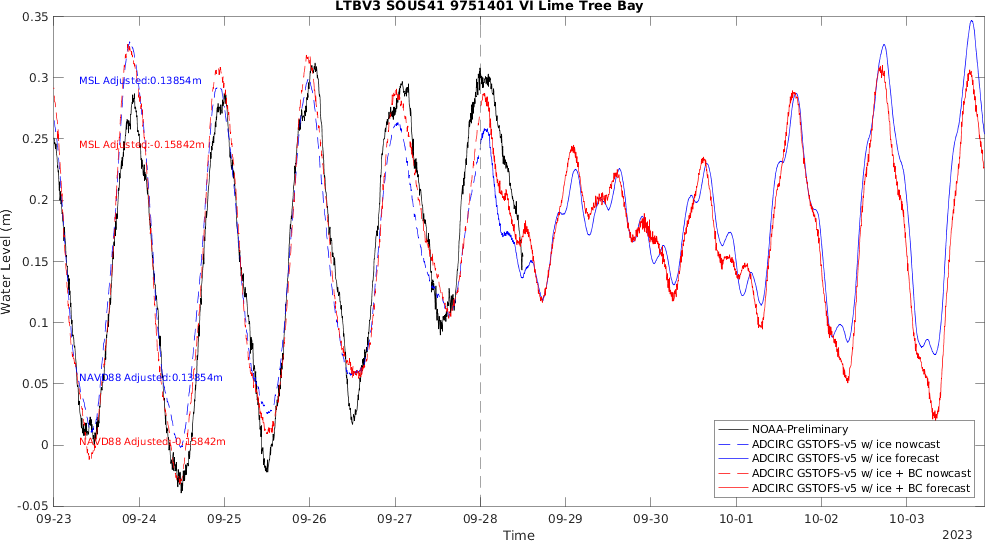 LTBV3 SOUS41 9751401 VI Lime Tree Bay
0.35
0.3
0.25
0.2
0.15
0.1
0.05
0
-0.05
Water Level (m)
MSL Adjusted:0.13854m
MSL Adjusted:-0.15842m
NAVD88 Adjusted:0.13854m
NAVD88 Adjusted:-0.15842m
NOAA-Preliminary
ADCIRC GSTOFS-v5 w/ ice nowcast
ADCIRC GSTOFS-v5 w/ ice forecast
ADCIRC GSTOFS-v5 w/ ice + BC nowcast
ADCIRC GSTOFS-v5 w/ ice + BC forecast
09-23 09-24 09-25 09-26 09-27 09-28 09-29 09-30 10-01 10-02 10-03
Time
2023